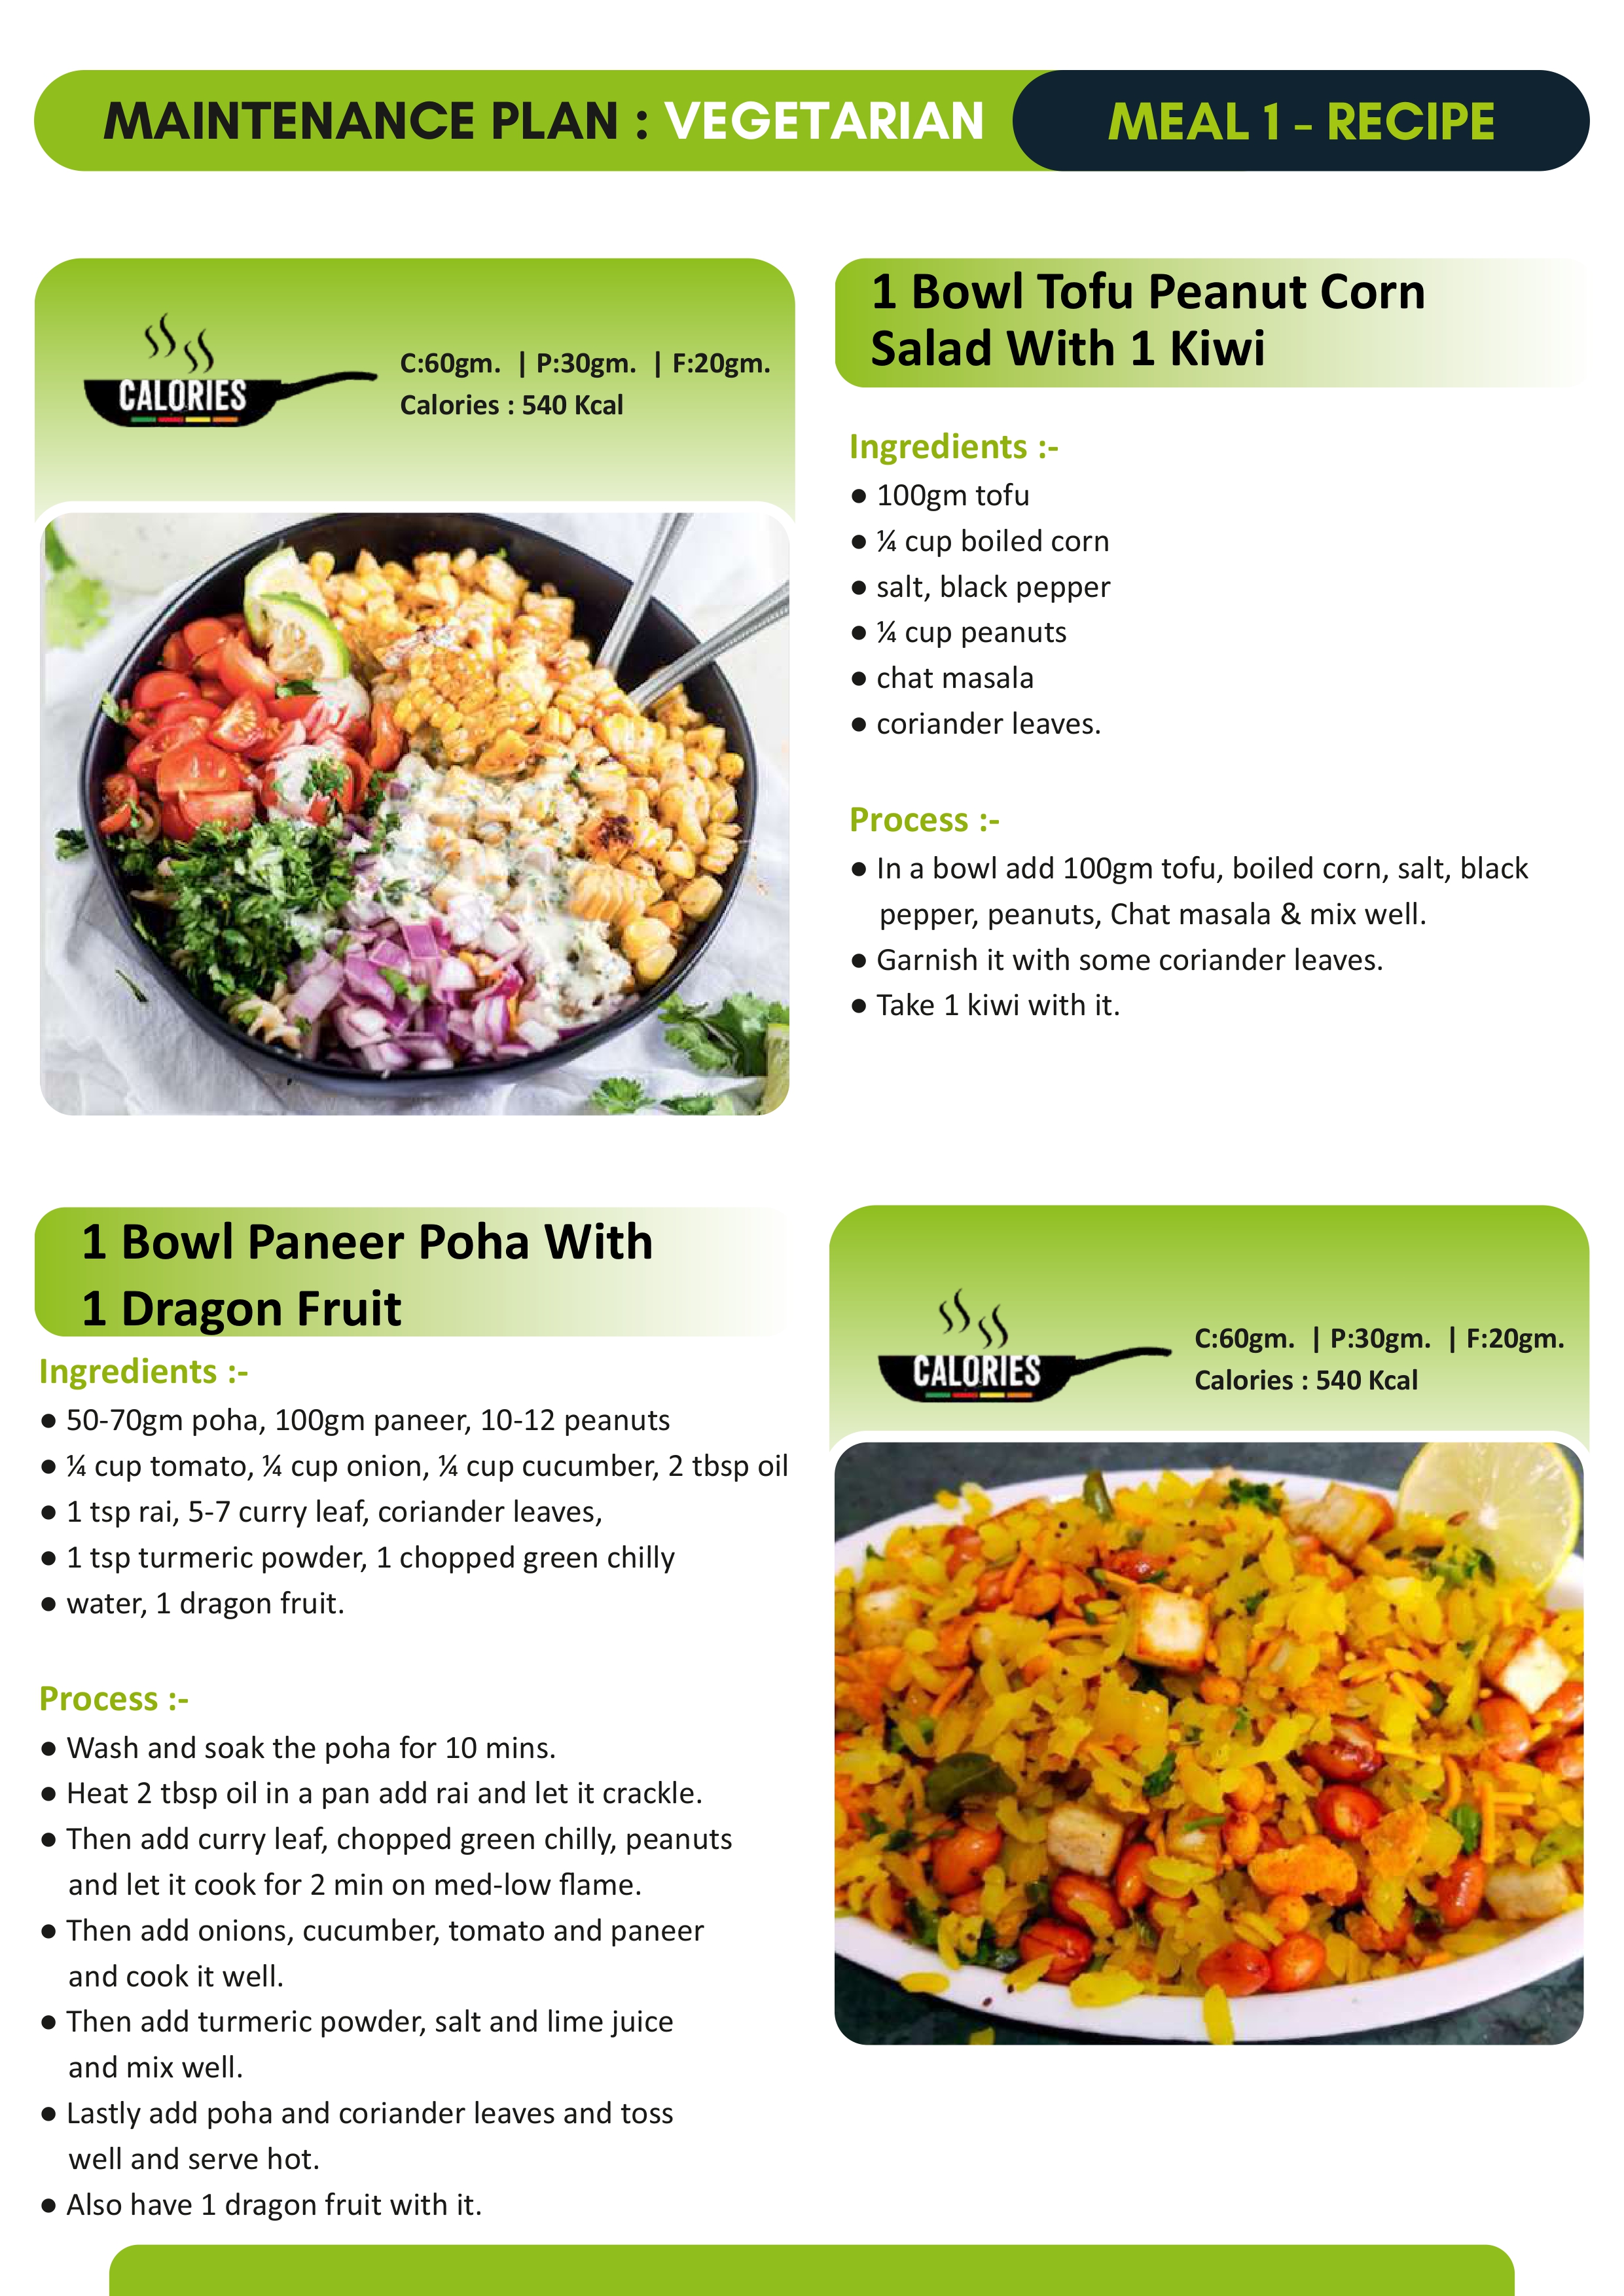 MAINTENANCE PLAN : VEGETARIAN
MEAL 1 – RECIPE
CALORIES
C:60gm. | P:30gm. | F:20gm.
Calories : 540 Kcal
1 Bowl Tofu Peanut Corn
Salad With 1 Kiwi
Ingredients :-
● 100gm tofu
● ¼ cup boiled corn
● salt, black pepper
● ¼ cup peanuts
● chat masala
● coriander leaves.
Process :-
● In a bowl add 100gm tofu, boiled corn, salt, black
pepper, peanuts, Chat masala & mix well.
● Garnish it with some coriander leaves.
● Take 1 kiwi with it.
1 Bowl Paneer Poha With
1 Dragon Fruit
Ingredients :-
● 50-70gm poha, 100gm paneer, 10-12 peanuts
● ¼ cup tomato, ¼ cup onion, ¼ cup cucumber, 2 tbsp oil
● 1 tsp rai, 5-7 curry leaf, coriander leaves,
● 1 tsp turmeric powder, 1 chopped green chilly
● water, 1 dragon fruit.
Process :-
● Wash and soak the poha for 10 mins.
● Heat 2 tbsp oil in a pan add rai and let it crackle.
● Then add curry leaf, chopped green chilly, peanuts
and let it cook for 2 min on med-low flame.
● Then add onions, cucumber, tomato and paneer
and cook it well.
● Then add turmeric powder, salt and lime juice
and mix well.
● Lastly add poha and coriander leaves and toss
well and serve hot.
● Also have 1 dragon fruit with it.
CALORIES
C:60gm. | P:30gm. | F:20gm.
Calories : 540 Kcal